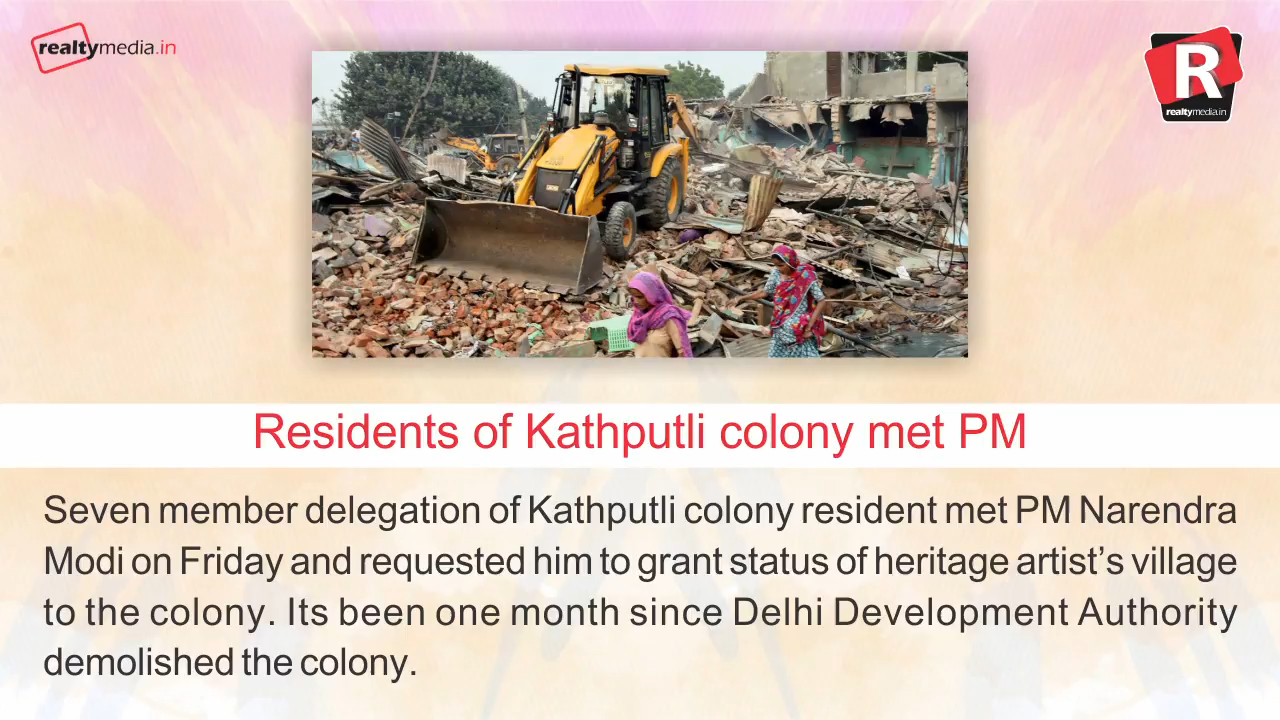 realtymedia.in
R
realtymedia.in
Residents of Kathputli colony met PM
Seven member delegation of Kathputli colony resident met PM Narendra
Modi on Friday and requested him to grant status of heritage artist’s village
to the colony. Its been one month since Delhi Development Authority
demolished the colony.